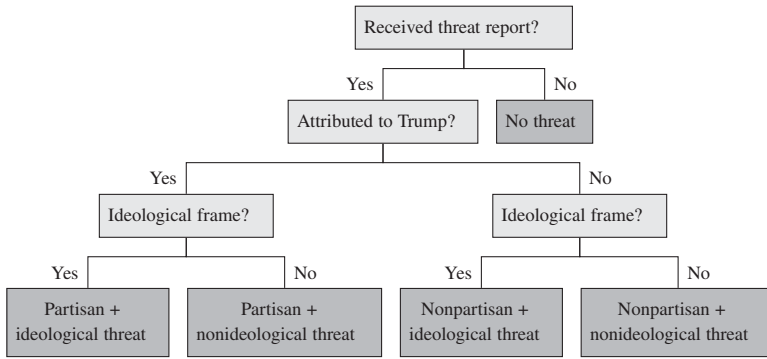 Received threat report?
Yes
No
Attributed to Trump?
No threat
Yes
No
Ideological frame?
Ideological frame?
Yes
No
Yes
No
Partisan +
ideological threat
Partisan +
nonideological threat
Nonpartisan +
ideological threat
Nonpartisan +
nonideological threat